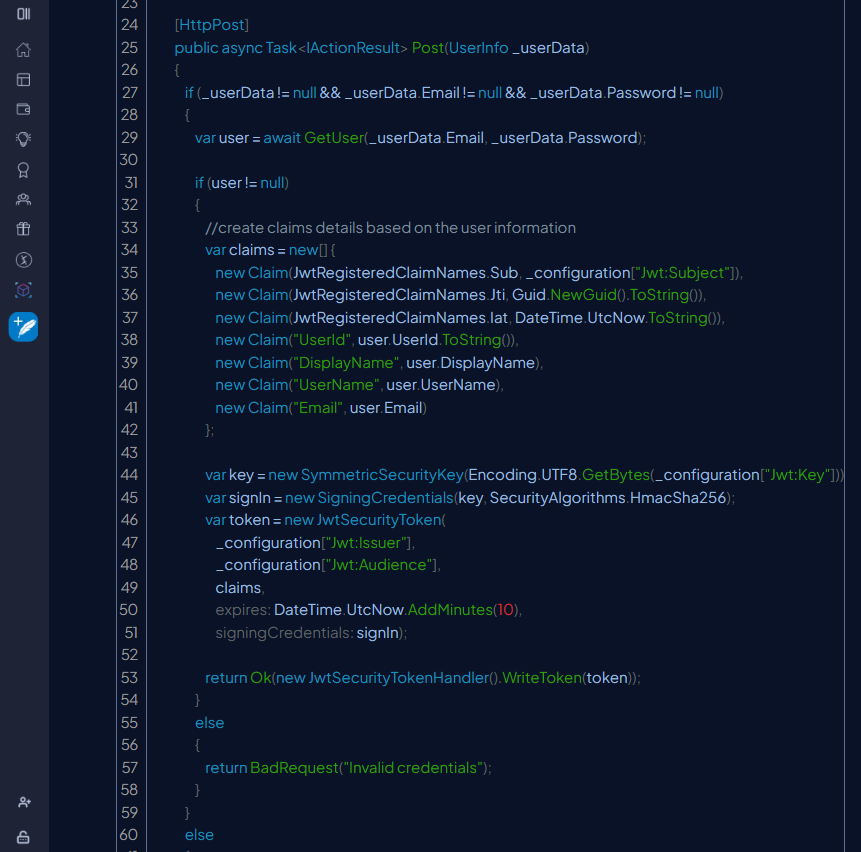 23
24 [HttpPost]
25 public async Task<IActionResult> Post(UserInfo _userData)
26 {
27 if (_userData != null && _userData.Email != null && _userData.Password != null)
28 {
29 var user = await GetUser(_userData.Email, _userData.Password);
30
31 if (user != null)
32 {
33 //create claims details based on the user information
34 var claims = new[] {
35 new Claim(JwtRegisteredClaimNames.Sub, _configuration["Jwt:Subject"]),
36 new Claim(JwtRegisteredClaimNames.Jti, Guid.NewGuid().ToString()),
37 new Claim(JwtRegisteredClaimNames.Iat, DateTime.UtcNow.ToString()),
38 new Claim("UserId", user.UserId.ToString()),
39 new Claim("DisplayName", user.DisplayName),
40 new Claim("UserName", user.UserName),
41 new Claim("Email", user.Email)
42 };
43
44 var key = new SymmetricSecurityKey(Encoding.UTF8.GetBytes(_configuration["Jwt:Key"]))
45 var signIn = new SigningCredentials(key, SecurityAlgorithms.HmacSha256);
46 var token = new JwtSecurityToken(
47 _configuration["Jwt:Issuer"],
48 _configuration["Jwt:Audience"],
49 claims,
50 expires: DateTime.UtcNow.AddMinutes(10),
51 signingCredentials: signIn);
52
53 return Ok(new JwtSecurityTokenHandler().WriteToken(token));
54 }
55 else
56 {
57 return BadRequest("Invalid credentials");
58 }
59 }
60 else